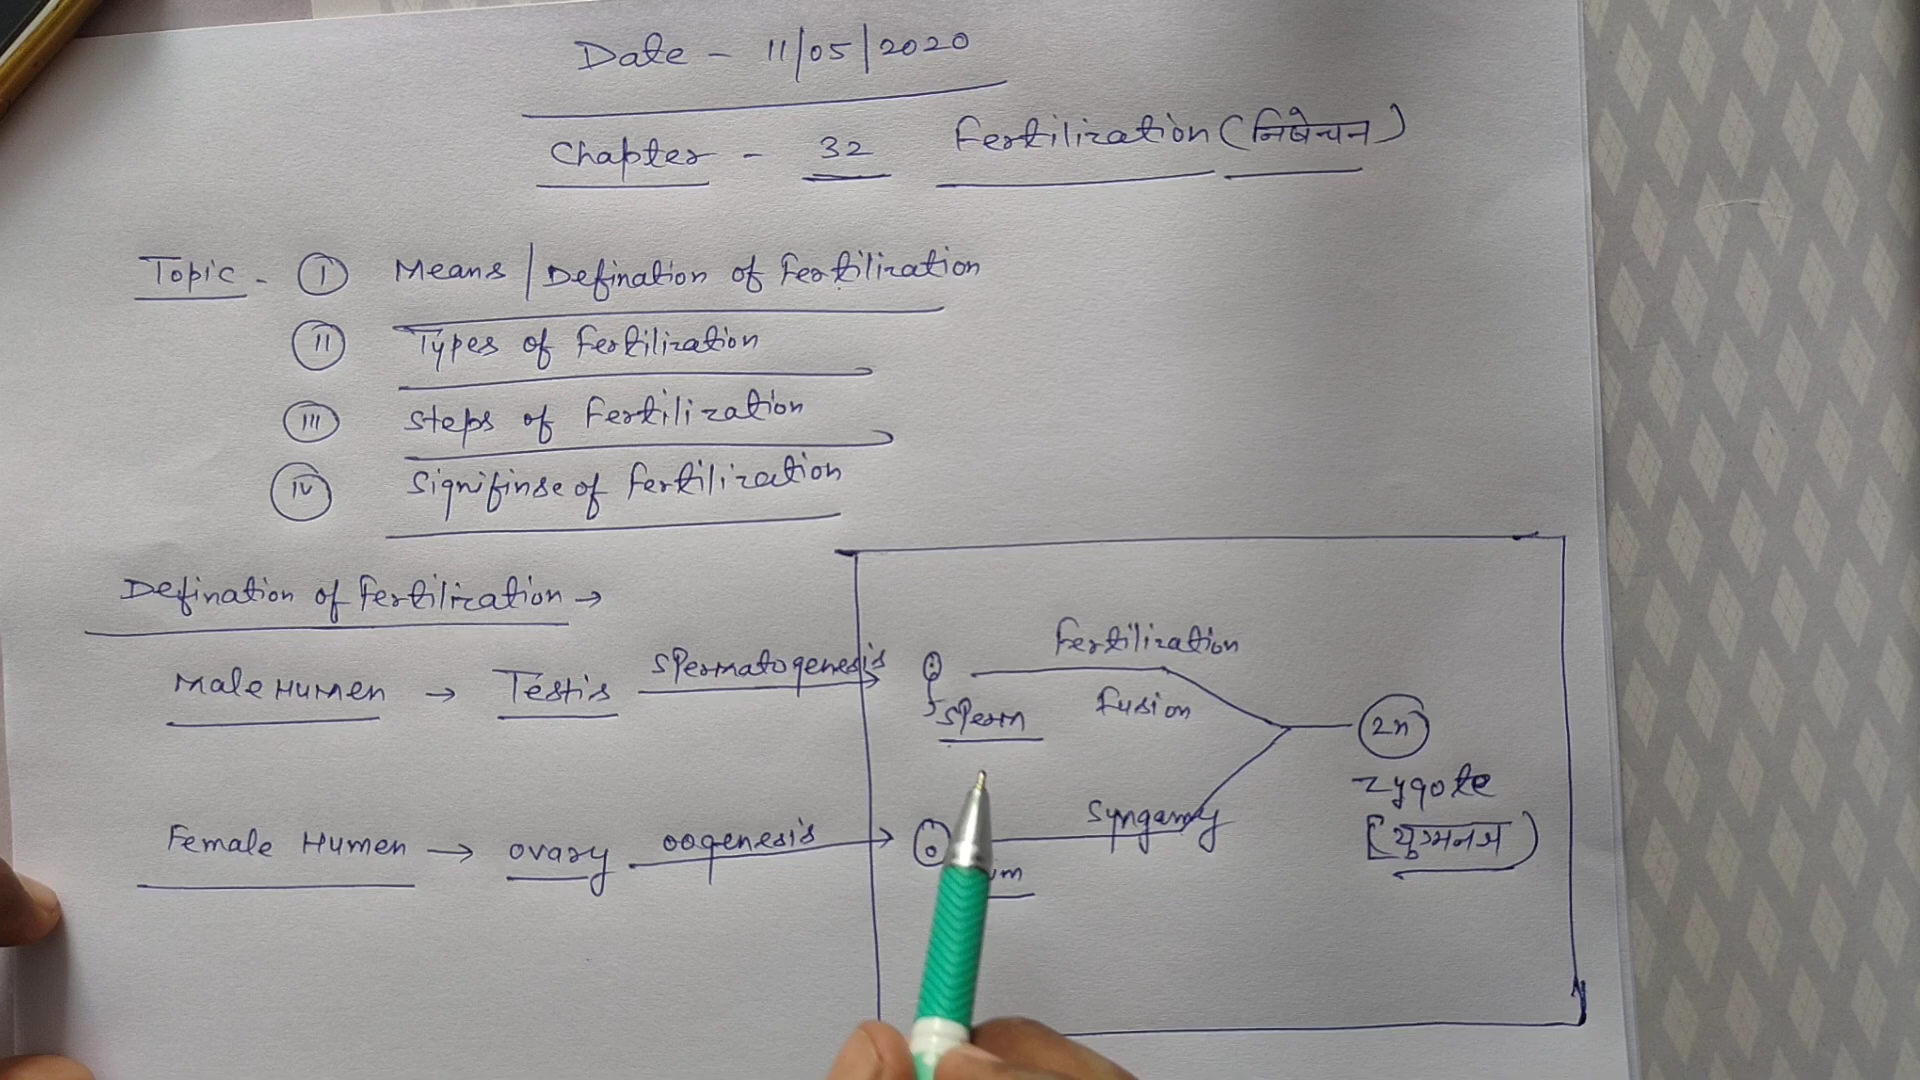 Date - 11/05/2020
Chapter - 32 Fertilization (निषेचन)
Topic - (I) Means / Defination of Fertilization
(II) Types of Fertilization
(III) Steps of Fertilization
(IV) Signifinse of Fertilization
Defination of Fertilization →
Male Humen → Testis Spermatogenesis
Sperm
Fertilization
Fusion
2n
Zygote
(युग्मनज)
Female Humen → ovary oogenesis
Syngamy